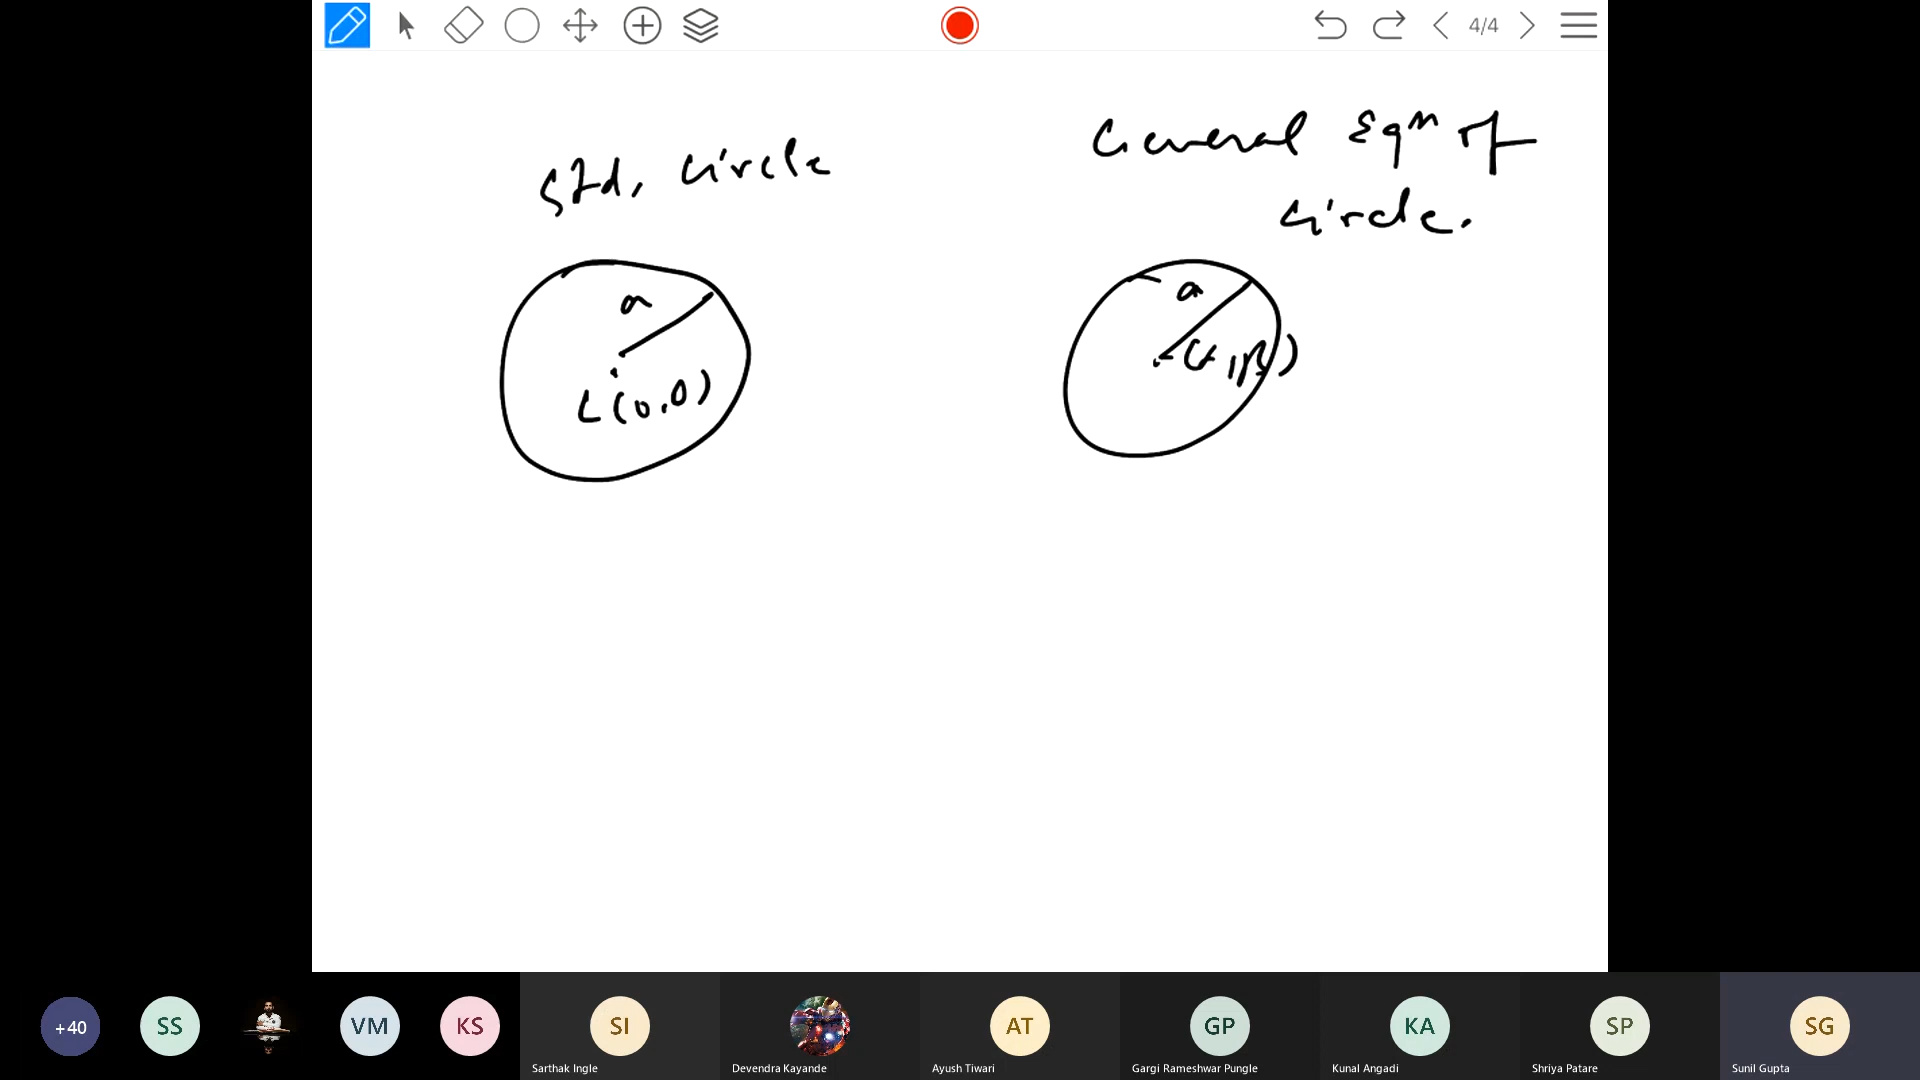 4/4
Std. circle
General Eqn of
circle.
a
C(0,0)
a
+40
SS
VM
KS
SI
AT
GP
KA
SP
SG
Sarthak Ingle
Devendra Kayande
Ayush Tiwari
Gargi Rameshwar Pungle
Kunal Angadi
Shriya Patare
Sunil Gupta